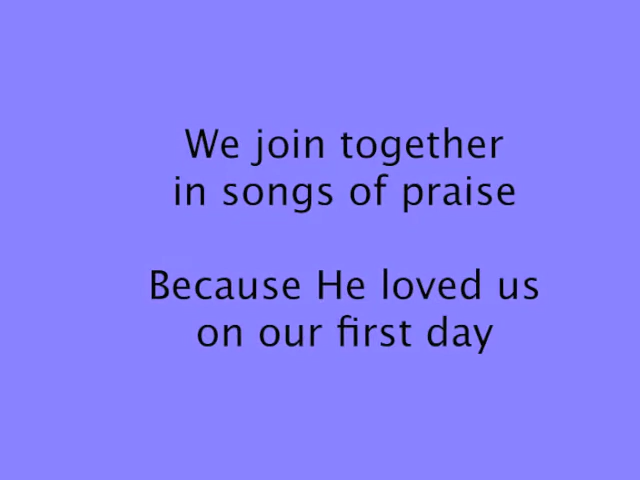 We join together
in songs of praise
Because He loved us
on our first day